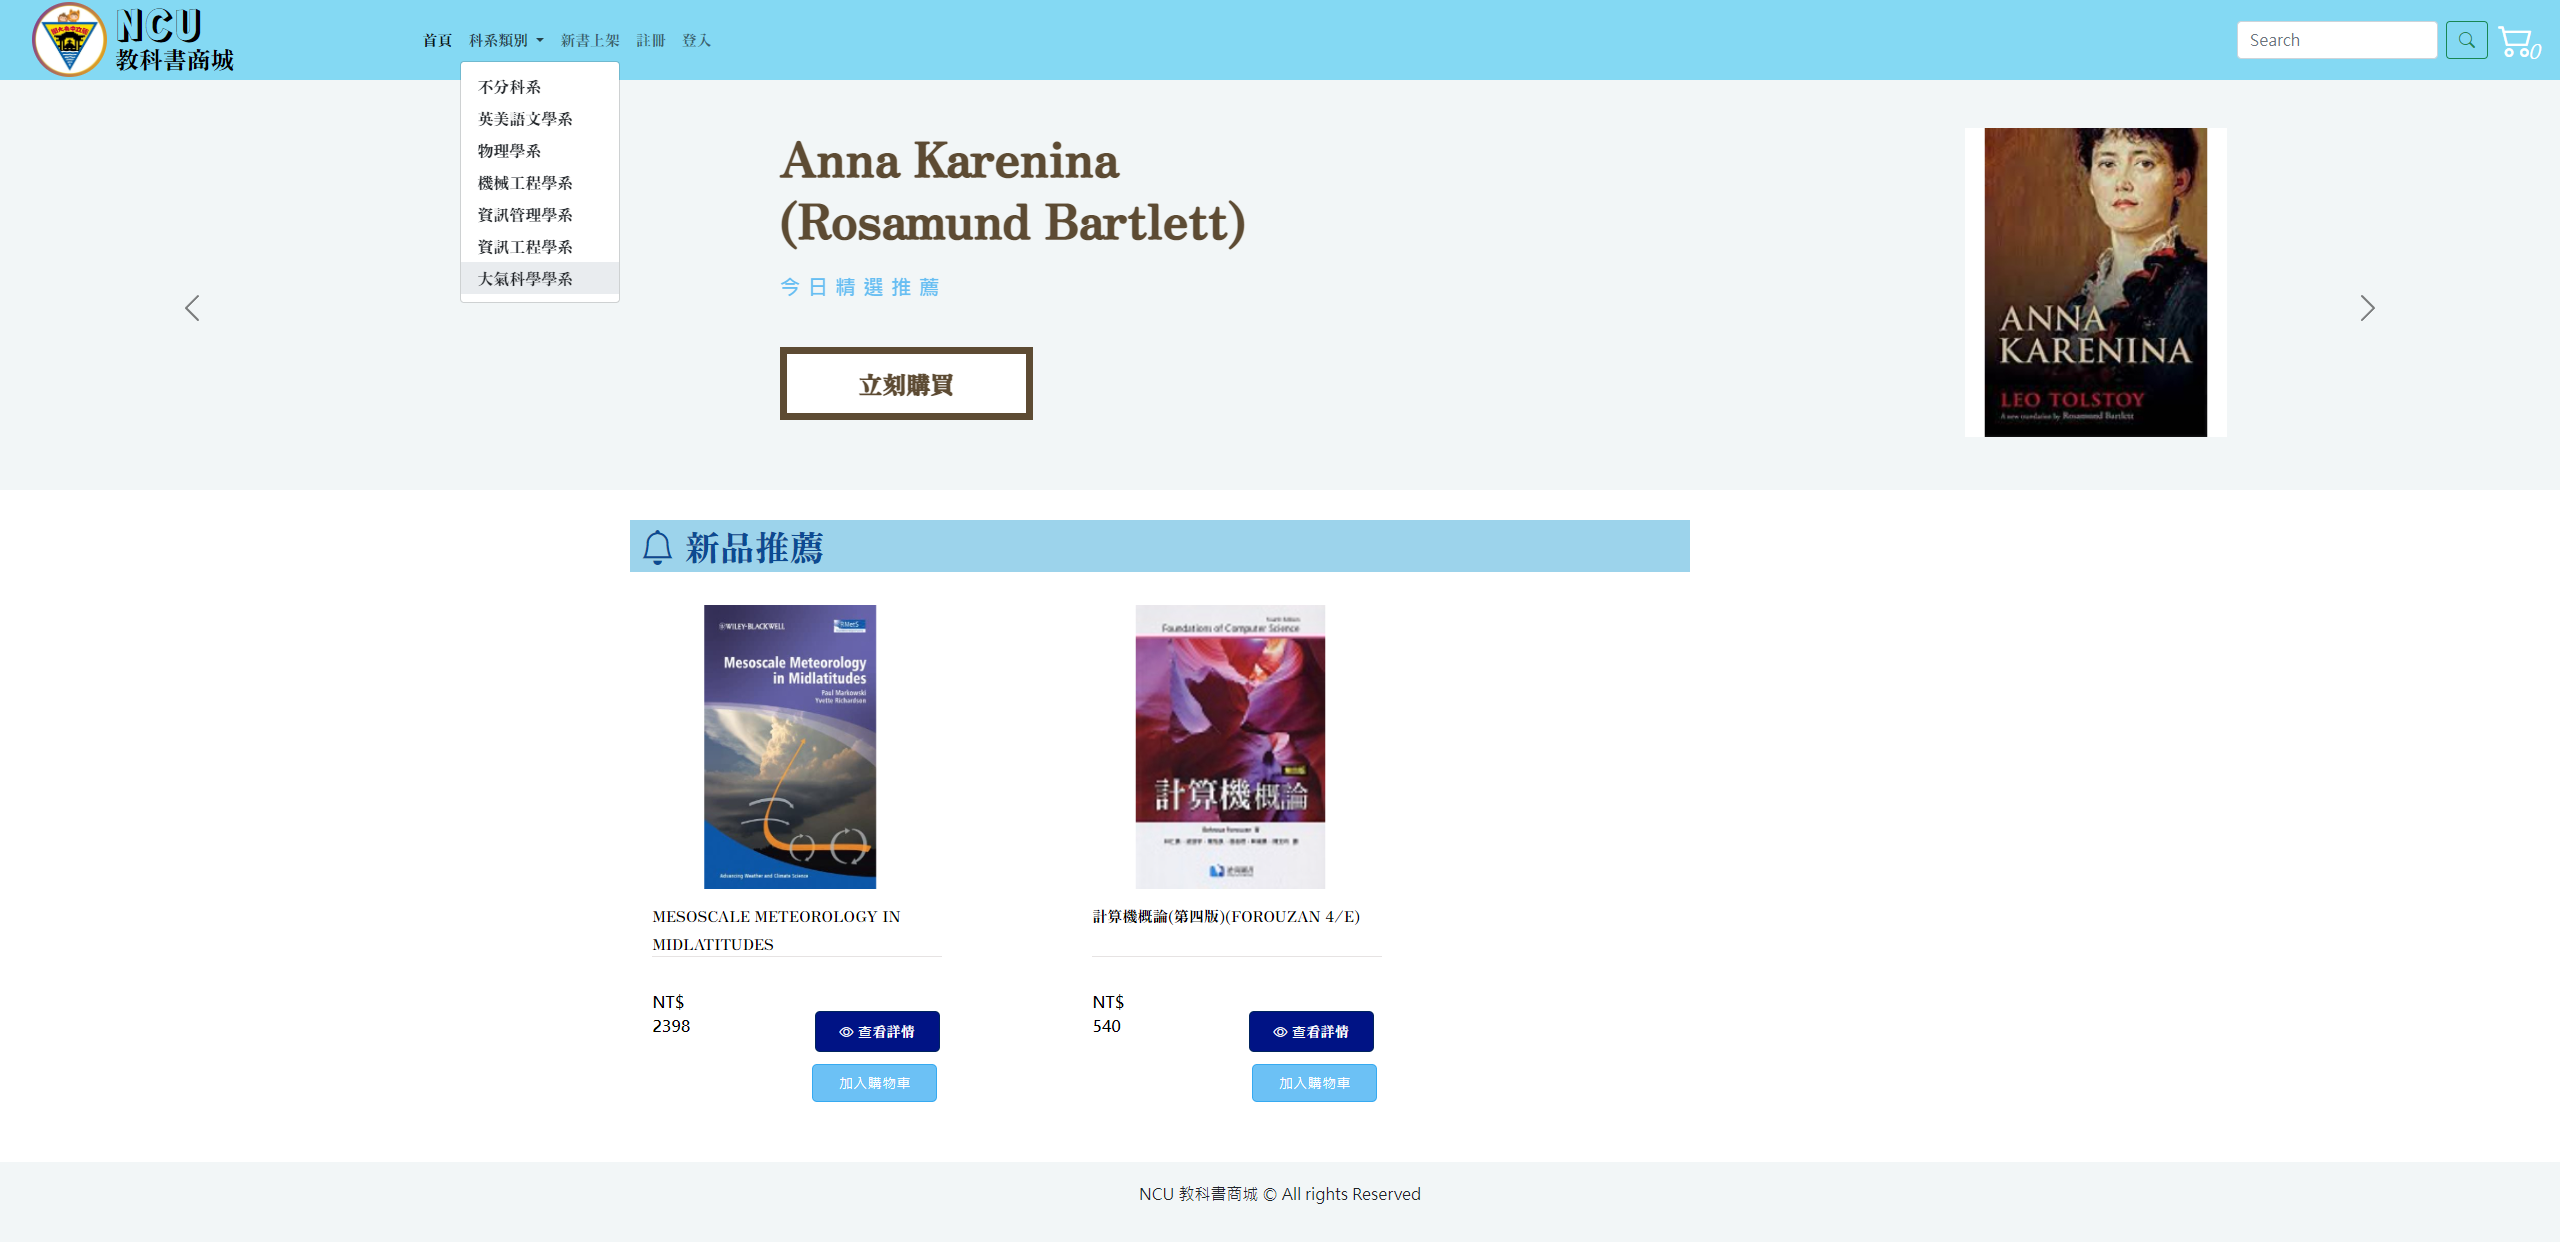 NCU
教科書商城
首頁
科系類別
新書上架
註冊
登入
Search
0
不分科系
英美語文學系
物理學系
機械工程學系
資訊管理學系
資訊工程學系
大氣科學學系
Anna Karenina
(Rosamund Bartlett)
今日精選推薦
立刻購買
ANNA
KARENINA
LEO TOLSTOY
A new translation by Rosamund Bartlett
新品推薦
WILEY-BLACKWELL
RMetS
Mesoscale Meteorology
in Midlatitudes
Paul Markowski
Yvette Richardson
Advancing Weather and Climate Science
Fourth Edition
Foundations of Computer Science
計算機概論
Behrouz Forouzan 著
MESOSCALE METEOROLOGY IN
MIDLATITUDES
計算機概論(第四版)(FOROUZAN 4/E)
NT$
2398
查看詳情
加入購物車
NT$
540
查看詳情
加入購物車
NCU 教科書商城 © All rights Reserved